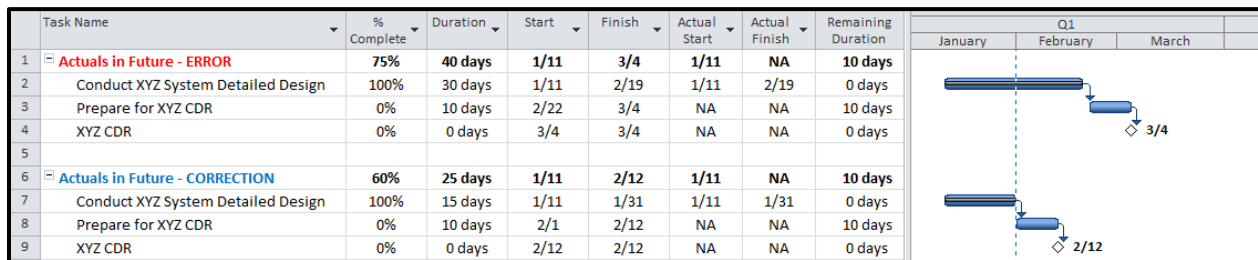 Task Name % Complete Duration Start Finish Actual Start Actual Finish Remaining Duration Q1
January February March
1 Actuals in Future - ERROR 75% 40 days 1/11 3/4 1/11 NA 10 days
2 Conduct XYZ System Detailed Design 100% 30 days 1/11 2/19 1/11 2/19 0 days
3 Prepare for XYZ CDR 0% 10 days 2/22 3/4 NA NA 10 days
4 XYZ CDR 0% 0 days 3/4 3/4 NA NA 0 days 3/4
5
6 Actuals in Future - CORRECTION 60% 25 days 1/11 2/12 1/11 NA 10 days
7 Conduct XYZ System Detailed Design 100% 15 days 1/11 1/31 1/11 1/31 0 days
8 Prepare for XYZ CDR 0% 10 days 2/1 2/12 NA NA 10 days
9 XYZ CDR 0% 0 days 2/12 2/12 NA NA 0 days 2/12